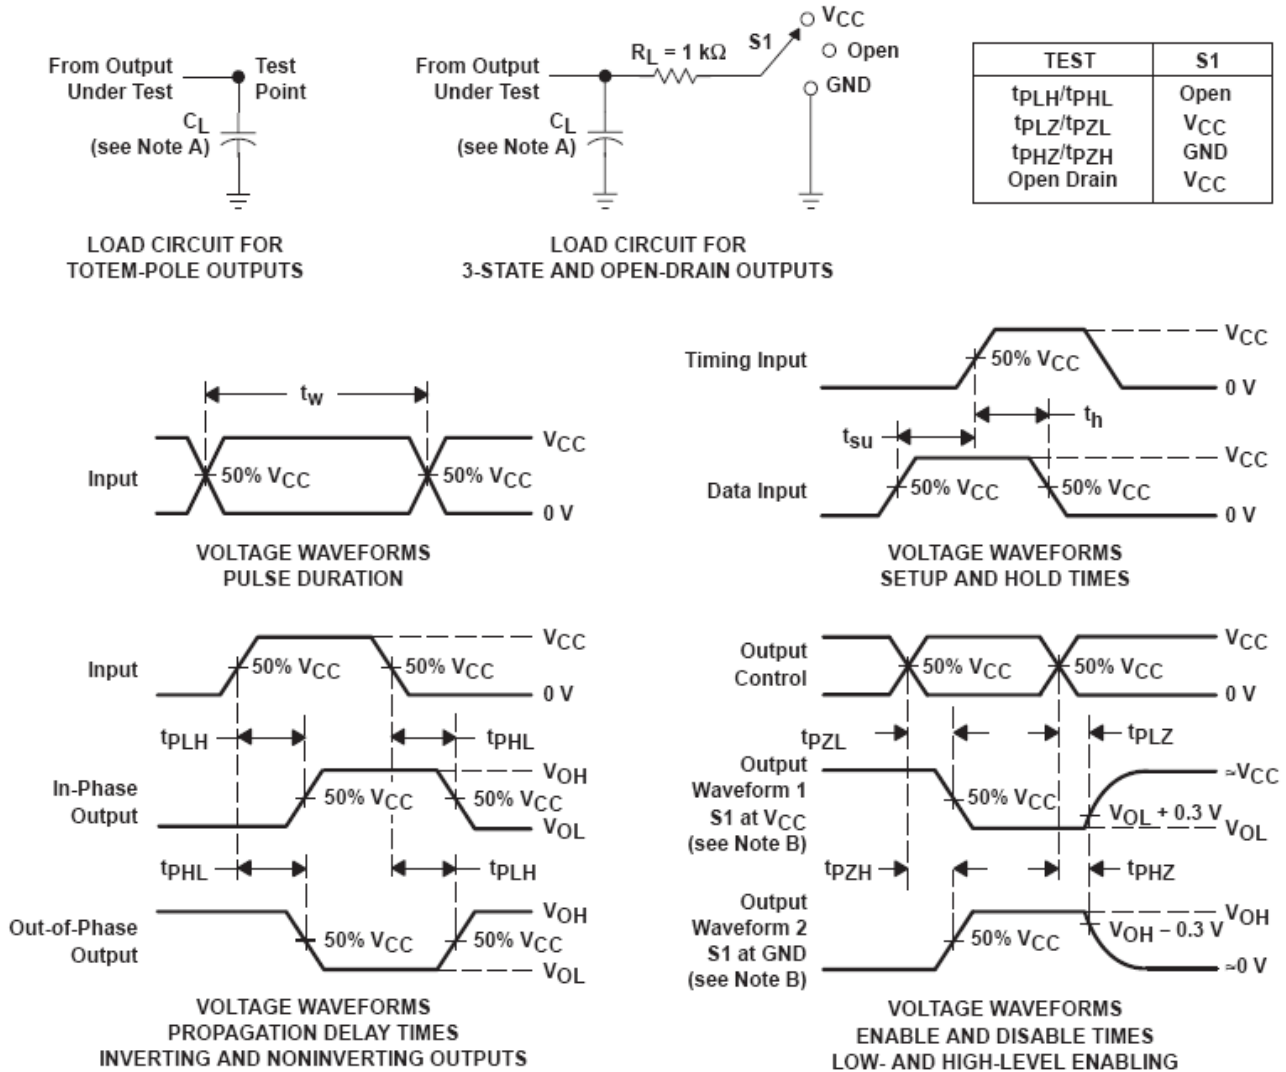 From Output
Under Test
Test
Point
CL
(see Note A)
LOAD CIRCUIT FOR
TOTEM-POLE OUTPUTS
From Output
Under Test
RL = 1 kΩ
S1
VCC
Open
GND
CL
(see Note A)
LOAD CIRCUIT FOR
3-STATE AND OPEN-DRAIN OUTPUTS
TEST S1
tPLH/tPHL Open
tPLZ/tPZL VCC
tPHZ/tPZH GND
Open Drain VCC
tw
Input
50% VCC
50% VCC
VCC
0 V
VOLTAGE WAVEFORMS
PULSE DURATION
Timing Input
50% VCC
VCC
0 V
tsu
th
Data Input
50% VCC
50% VCC
VCC
0 V
VOLTAGE WAVEFORMS
SETUP AND HOLD TIMES
Input
50% VCC
50% VCC
VCC
0 V
tPLH
tPHL
In-Phase
Output
50% VCC
50% VCC
VOH
VOL
tPHL
tPLH
Out-of-Phase
Output
50% VCC
50% VCC
VOH
VOL
VOLTAGE WAVEFORMS
PROPAGATION DELAY TIMES
INVERTING AND NONINVERTING OUTPUTS
Output
Control
50% VCC
50% VCC
VCC
0 V
tPZL
tPLZ
Output
Waveform 1
S1 at VCC
(see Note B)
50% VCC
VOL + 0.3 V
≈VCC
VOL
tPZH
tPHZ
Output
Waveform 2
S1 at GND
(see Note B)
50% VCC
VOH − 0.3 V
VOH
≈0 V
VOLTAGE WAVEFORMS
ENABLE AND DISABLE TIMES
LOW- AND HIGH-LEVEL ENABLING